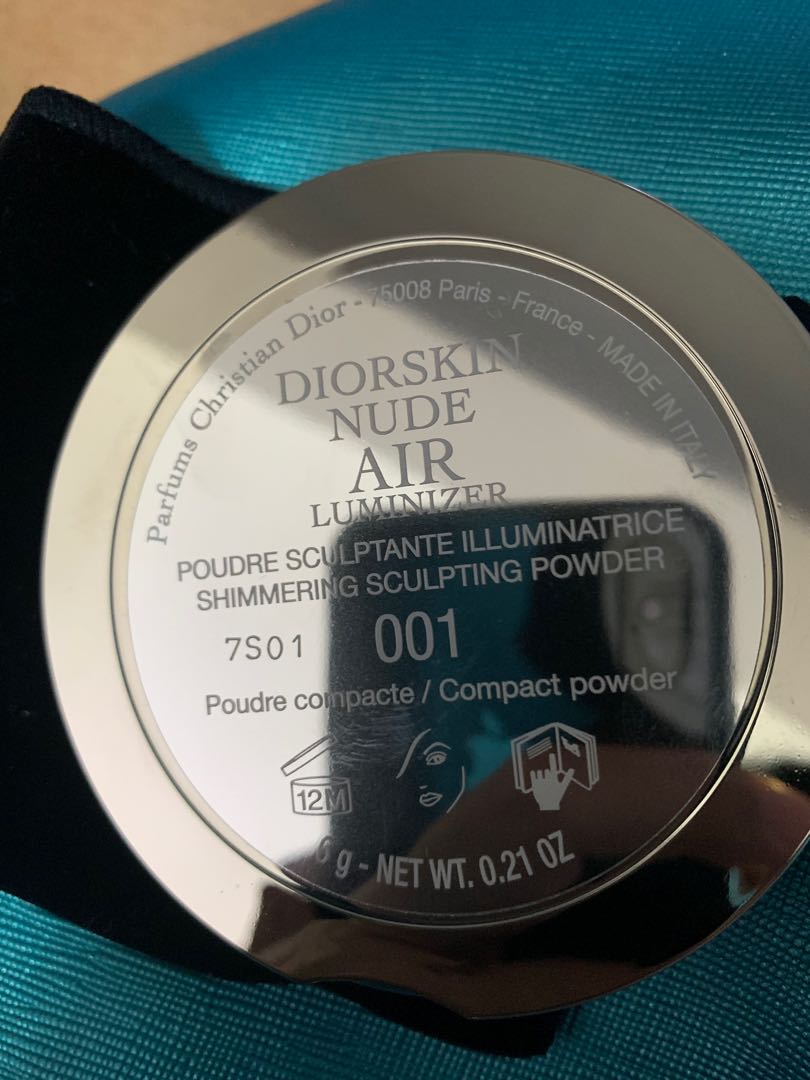 Parfums Christian Dior - 75008 Paris - France - MADE IN ITALY
DIORSKIN
NUDE
AIR
LUMINIZER
POUDRE SCULPTANTE ILLUMINATRICE
SHIMMERING SCULPTING POWDER
7S01 001
Poudre compacte / Compact powder
12M
6 g - NET WT. 0.21 OZ